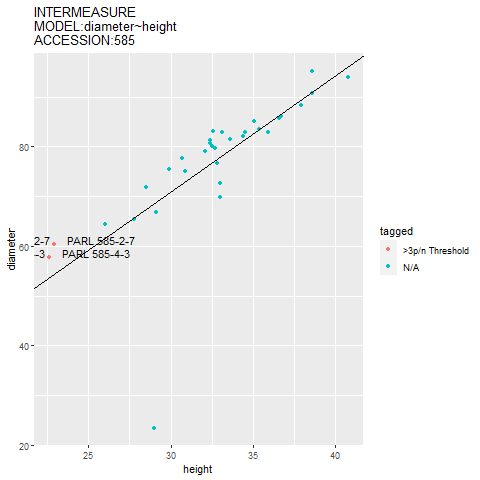 INTERMEASURE
MODEL:diameter~height
ACCESSION:585
80
60
40
20
diameter
2-7 PARL 585-2-7
-3 PARL 585-4-3
25 30 35 40
height
tagged
>3p/n Threshold
N/A